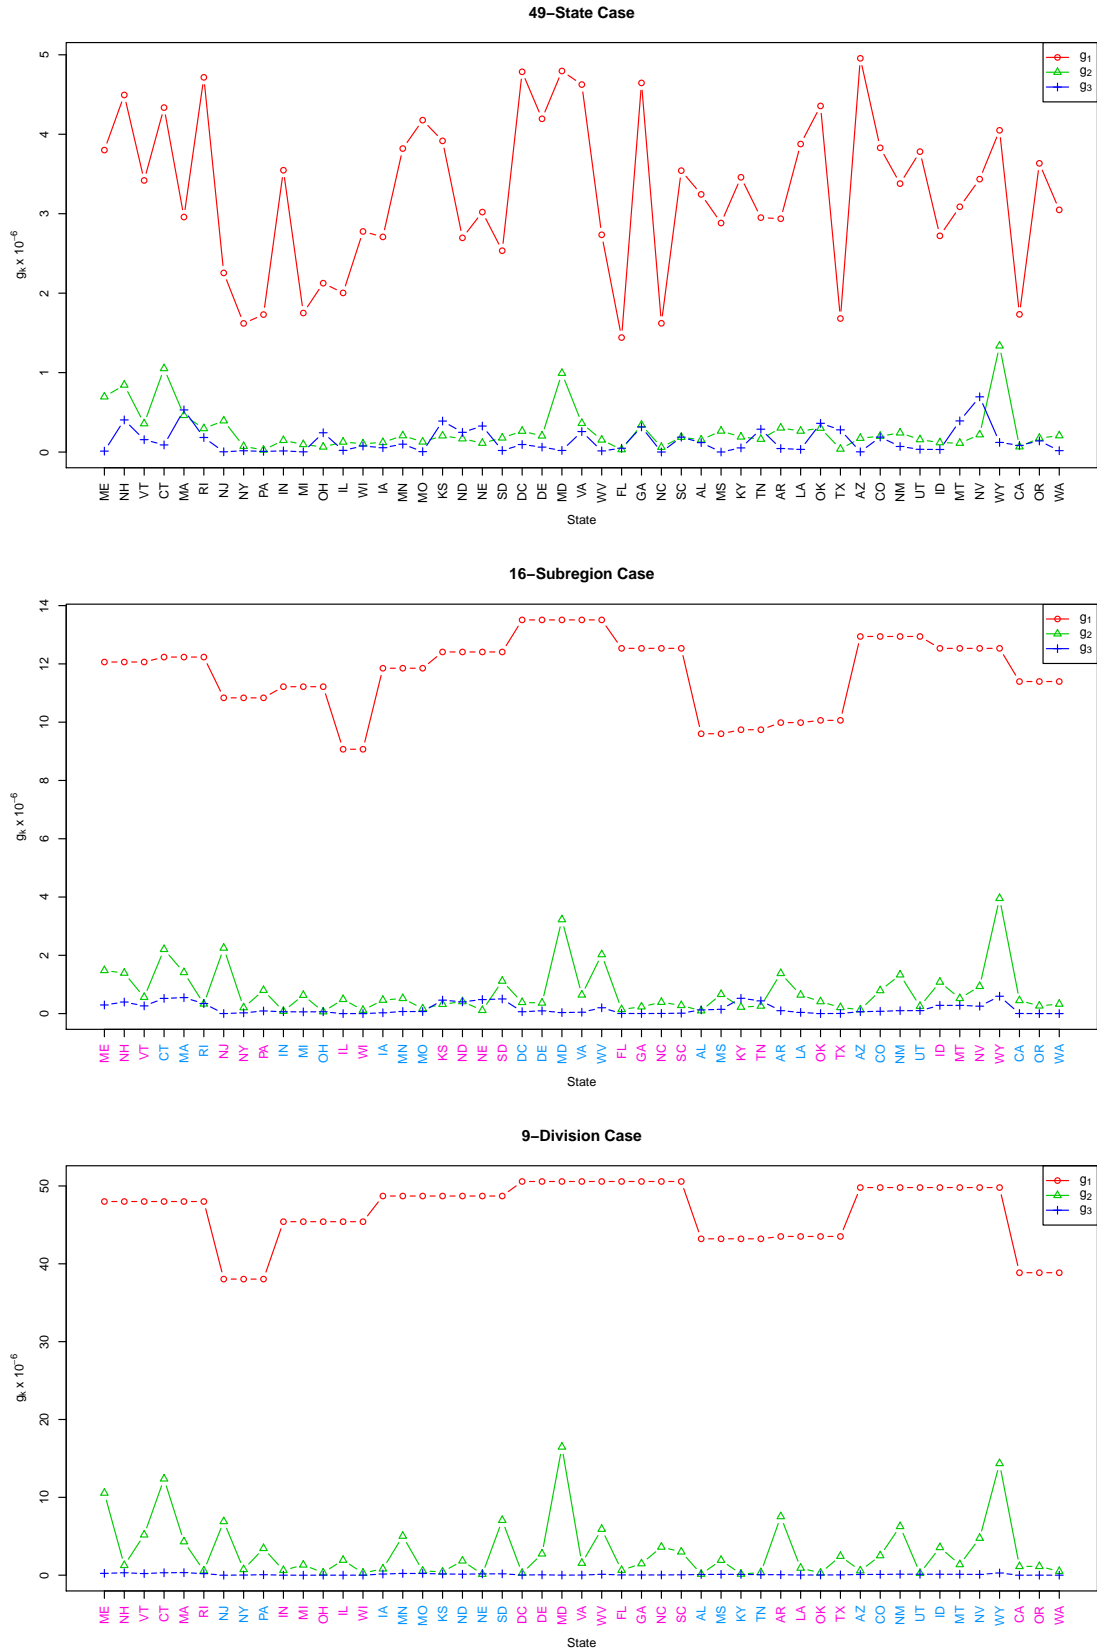 49−State Case
g₁
g₂
g₃
5
4
3
2
1
0
gₖ x 10⁻⁶
ME NH VT CT MA RI NJ NY PA IN MI OH IL WI IA MN MO KS ND NE SD DC DE MD VA WV FL GA NC SC AL MS KY TN AR LA OK TX AZ CO NM UT ID MT NV WY CA OR WA
State
16−Subregion Case
g₁
g₂
g₃
14
12
10
8
6
4
2
0
gₖ x 10⁻⁶
ME NH VT CT MA RI NJ NY PA IN MI OH IL WI IA MN MO KS ND NE SD DC DE MD VA WV FL GA NC SC AL MS KY TN AR LA OK TX AZ CO NM UT ID MT NV WY CA OR WA
State
9−Division Case
g₁
g₂
g₃
50
40
30
20
10
0
gₖ x 10⁻⁶
ME NH VT CT MA RI NJ NY PA IN MI OH IL WI IA MN MO KS ND NE SD DC DE MD VA WV FL GA NC SC AL MS KY TN AR LA OK TX AZ CO NM UT ID MT NV WY CA OR WA
State